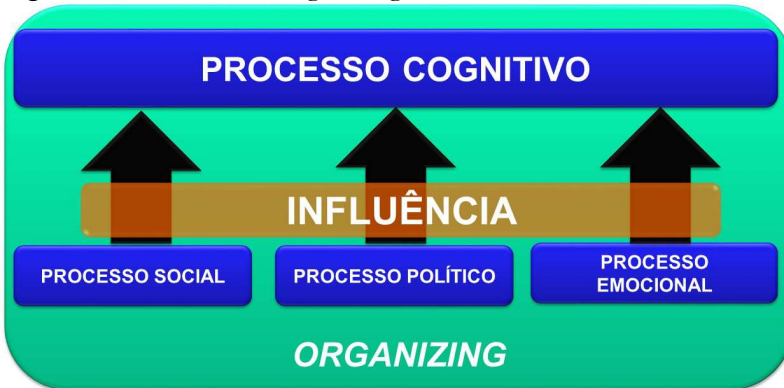 PROCESSO COGNITIVO
INFLUÊNCIA
PROCESSO SOCIAL
PROCESSO POLÍTICO
PROCESSO
EMOCIONAL
ORGANIZING